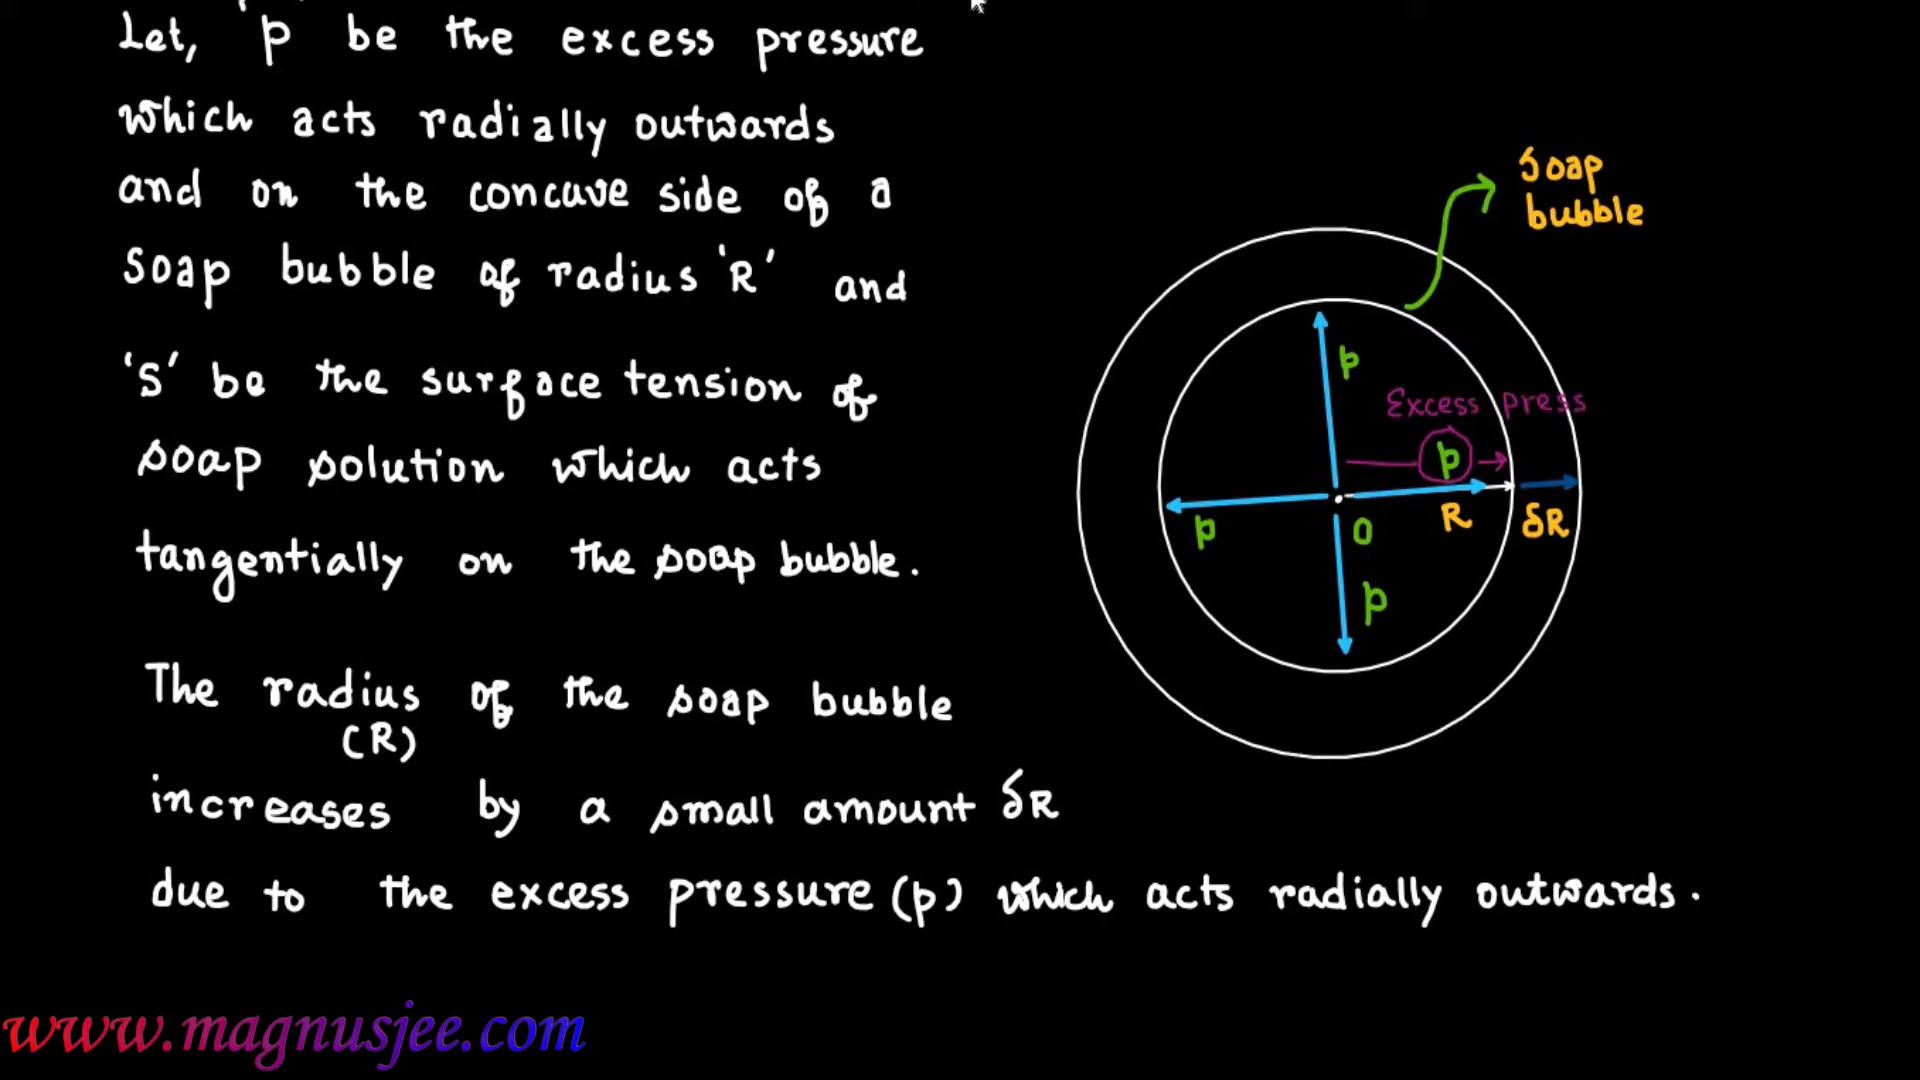 Let, 'p be the excess pressure
which acts radially outwards
and on the concave side of a
soap bubble of radius 'R' and
'S' be the surface tension of
soap solution which acts
tangentially on the soap bubble.
The radius of the soap bubble
(R)
increases by a small amount δR
due to the excess pressure (p) which acts radially outwards.
Soap
bubble
p
Excess press
p
p
O
R
δR
p
www.magnusjee.com